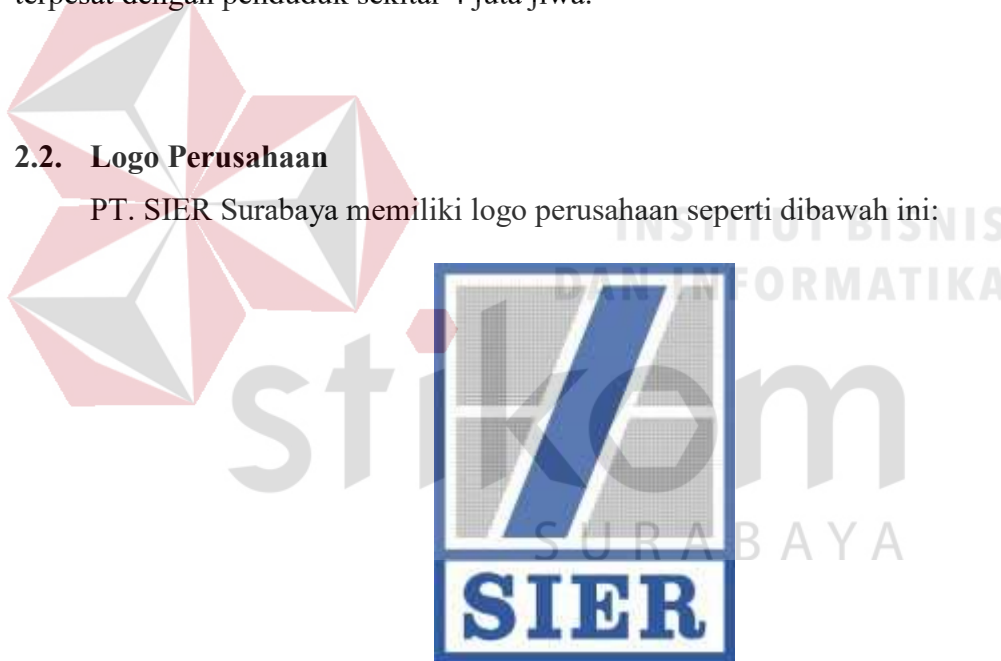 terpesat dengan penduduk sekitar 4 juta jiwa.
2.2. Logo Perusahaan
PT. SIER Surabaya memiliki logo perusahaan seperti dibawah ini:
INSTITUT BISNIS
DAN INFORMATIKA
stikom
SURABAYA
SIER